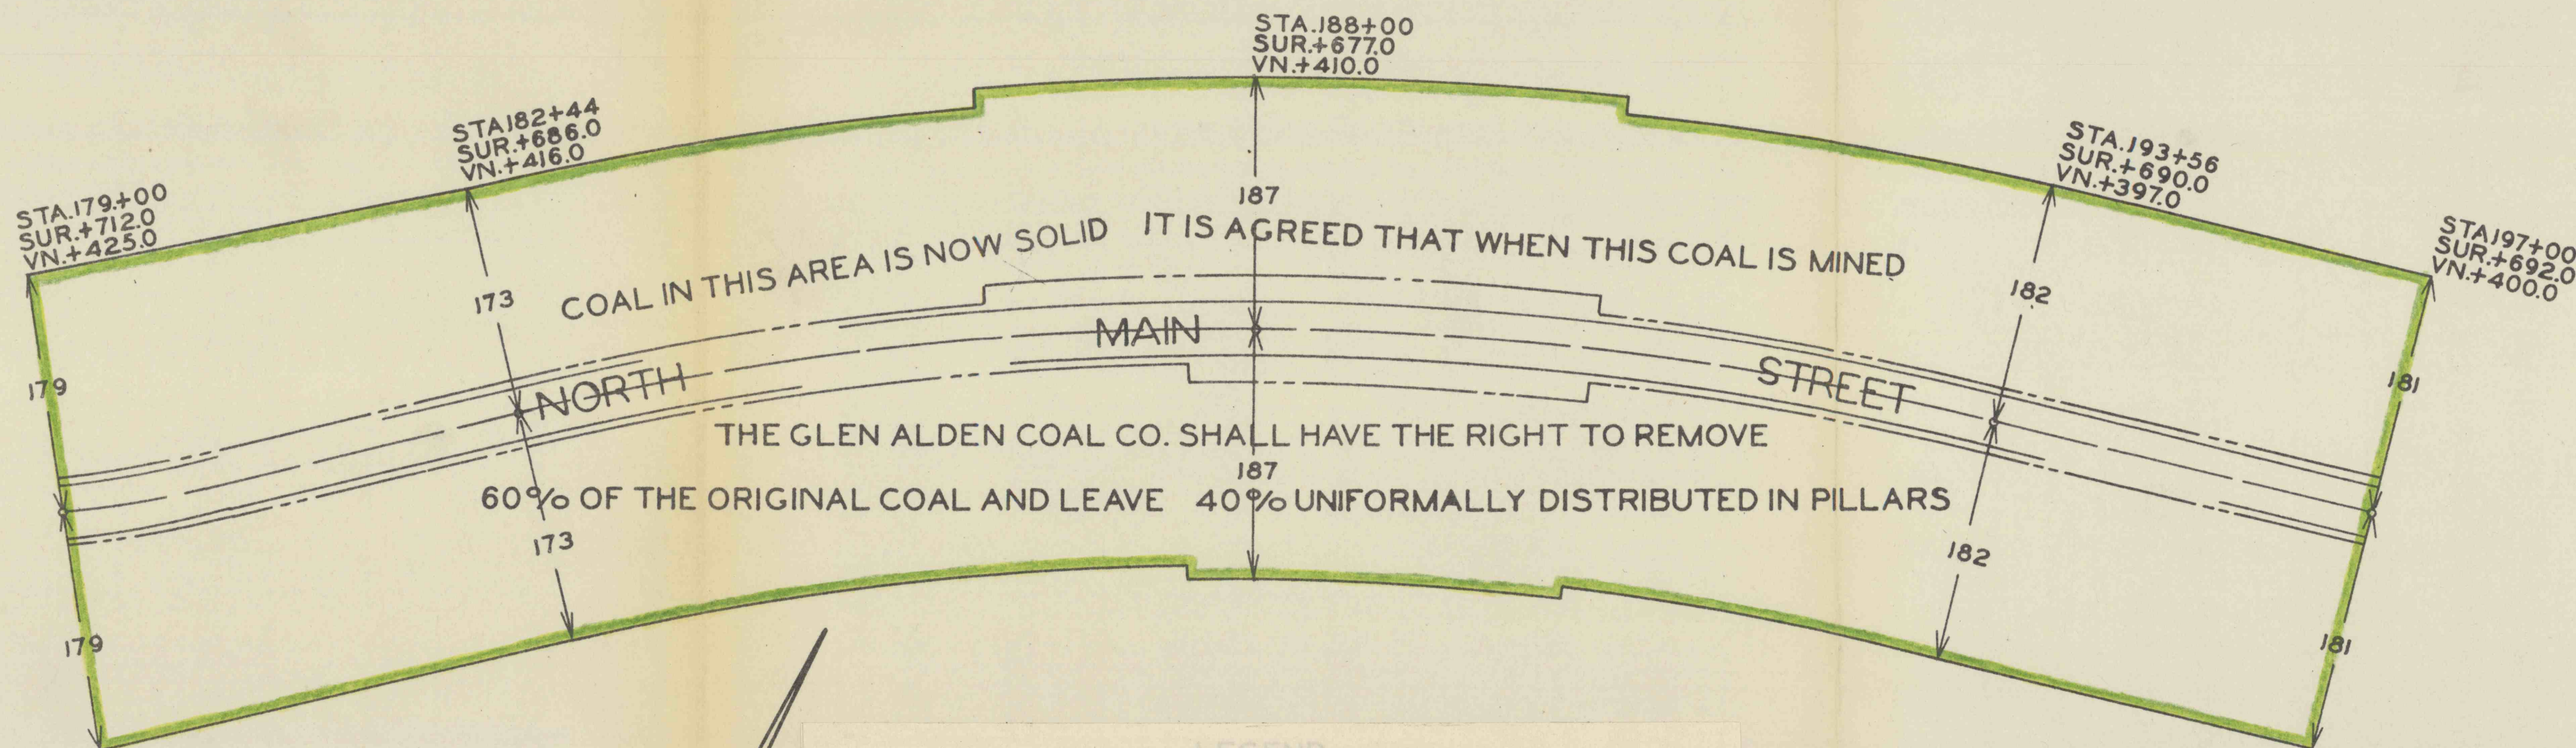 STA.188+00
SUR.+677.0
VN.+410.0
STA182+44
SUR.+686.0
VN.+416.0
STA.193+56
SUR.+690.0
VN.+397.0
STA.179+00
SUR.+712.0
VN.+425.0
STA197+00
SUR.+692.0
VN.+400.0
187
173
182
COAL IN THIS AREA IS NOW SOLID IT IS AGREED THAT WHEN THIS COAL IS MINED
179
NORTH MAIN STREET
181
THE GLEN ALDEN COAL CO. SHALL HAVE THE RIGHT TO REMOVE
187
60% OF THE ORIGINAL COAL AND LEAVE 40% UNIFORMALLY DISTRIBUTED IN PILLARS
173
182
179
181
LEGEND